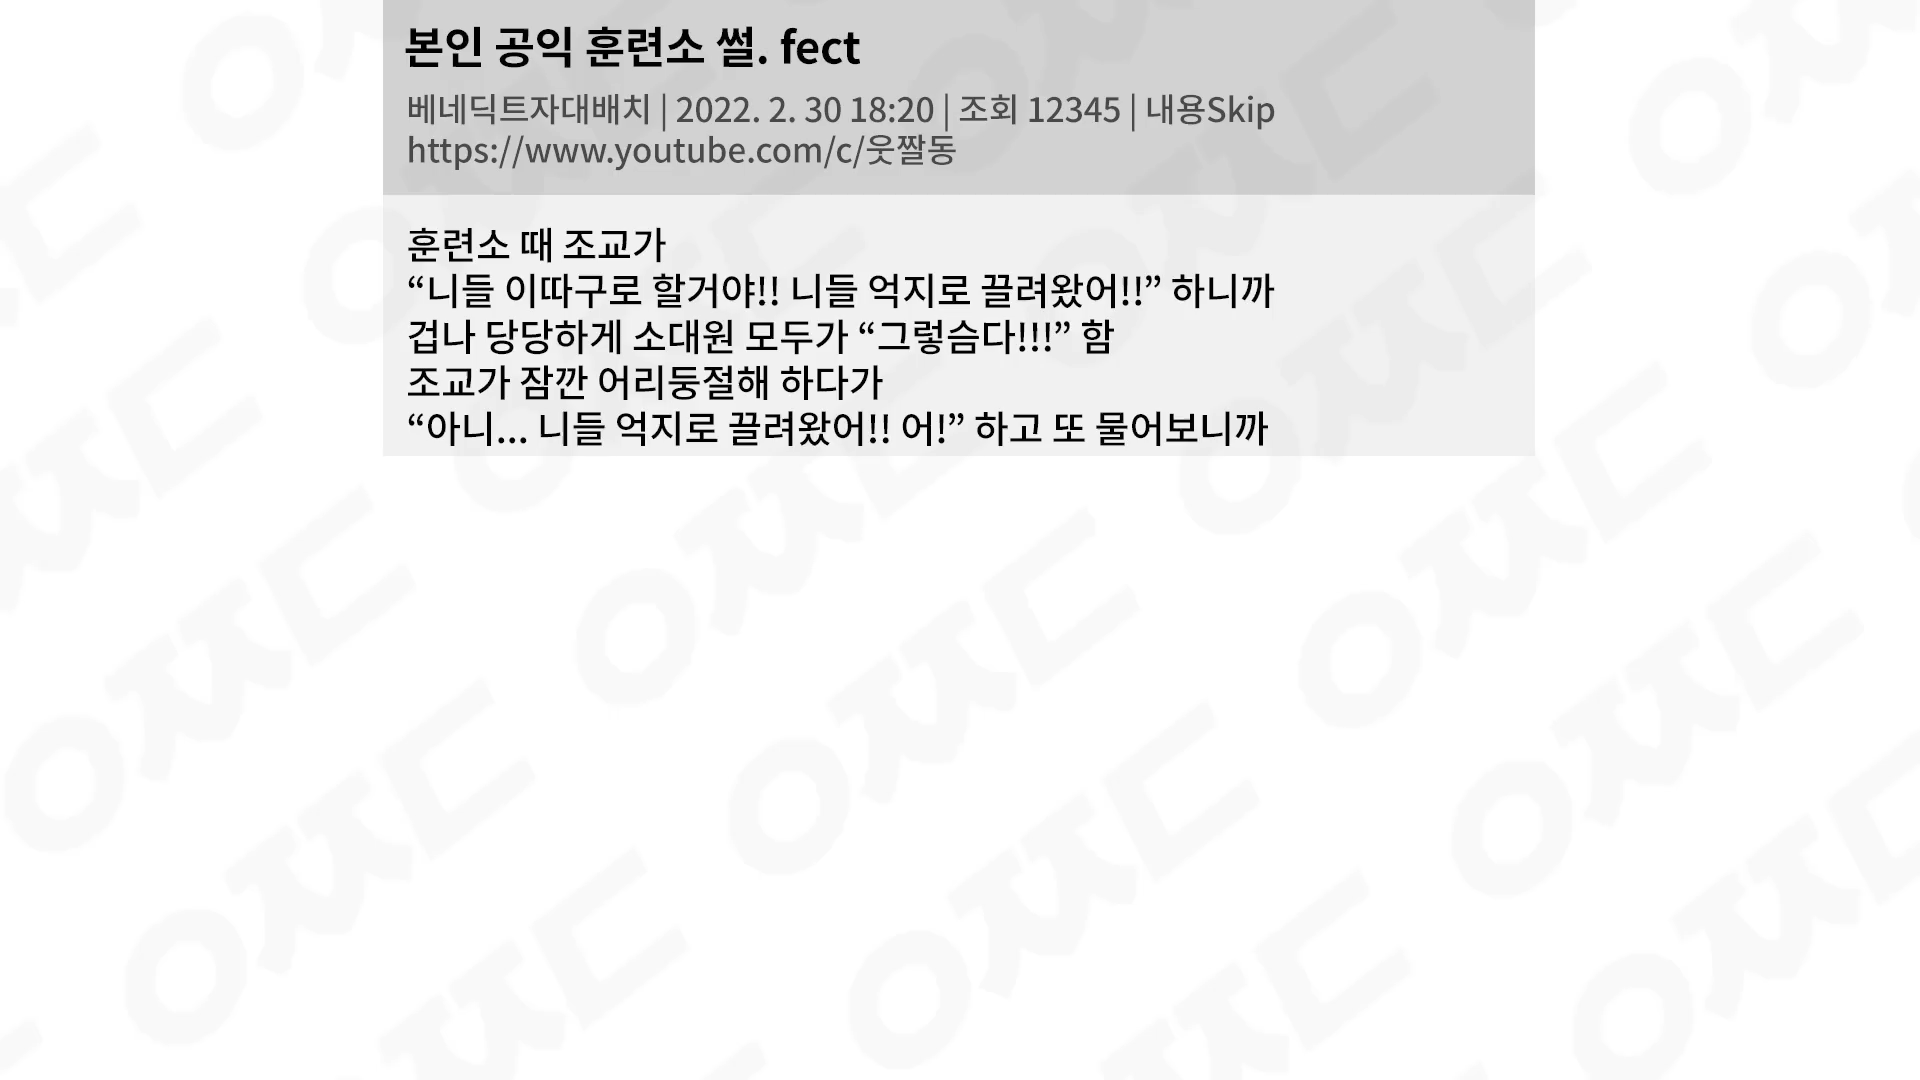 본인 공익 훈련소 썰. fect
베네딕트자대배치 | 2022. 2. 30 18:20 | 조회 12345 | 내용Skip
https://www.youtube.com/c/웃짤동
훈련소 때 조교가
“니들 이따구로 할거야!! 니들 억지로 끌려왔어!!” 하니까
겁나 당당하게 소대원 모두가 “그렇슴다!!!” 함
조교가 잠깐 어리둥절해 하다가
“아니... 니들 억지로 끌려왔어!! 어!” 하고 또 물어보니까